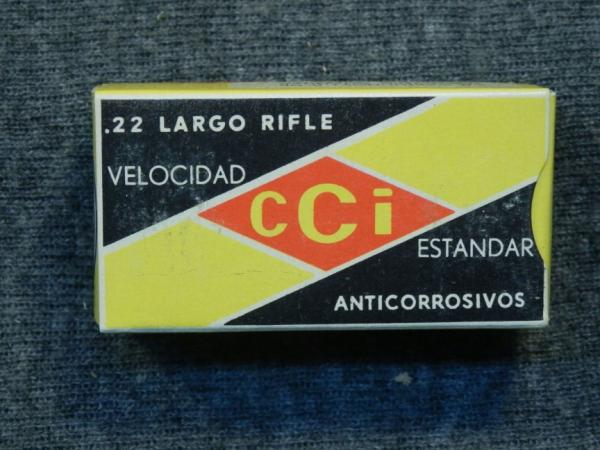 .22 LARGO RIFLE
VELOCIDAD
CCi
ESTANDAR
ANTICORROSIVOS